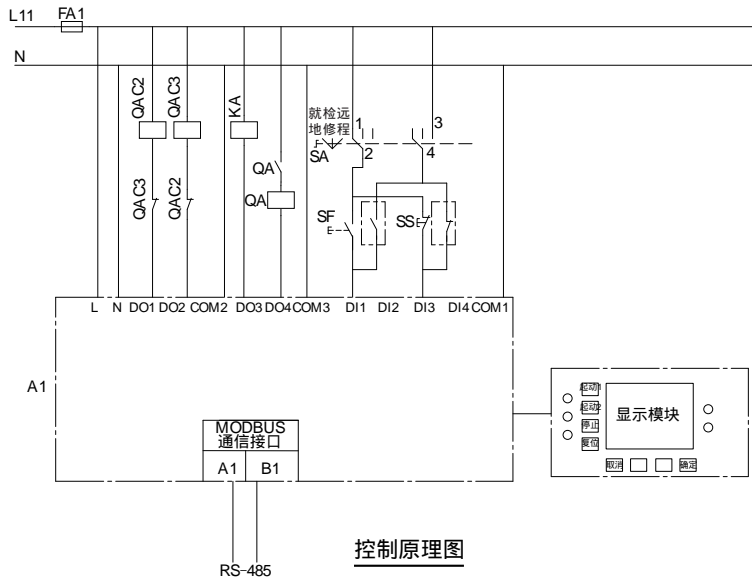 L11
FA1
N
QAC2
QAC3
KA
QA
QAC3
QAC2
QA
就检远
地修程
SA
1
2
3
4
SF
SS
L N DO1 DO2 COM2 DO3 DO4 COM3 DI1 DI2 DI3 DI4 COM1
A1
MODBUS
通信接口
A1 B1
RS-485
起动1
起动2
停止
复位
显示模块
取消
确定
控制原理图